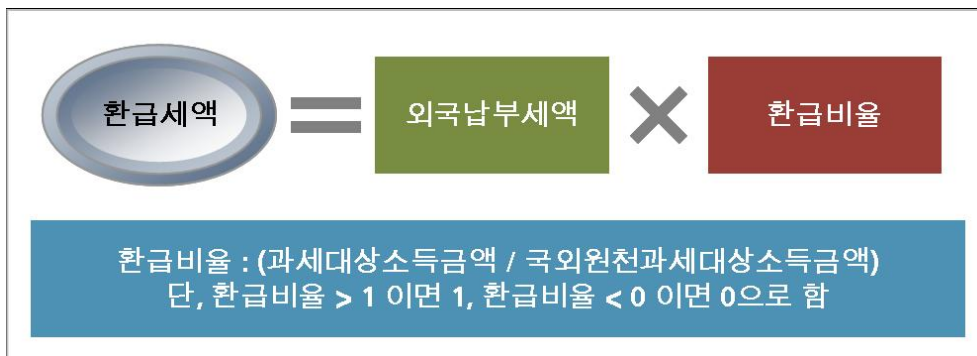 환급세액 = 외국납부세액 × 환급비율
환급비율 : (과세대상소득금액 / 국외원천과세대상소득금액)
단, 환급비율 > 1 이면 1, 환급비율 < 0 이면 0으로 함